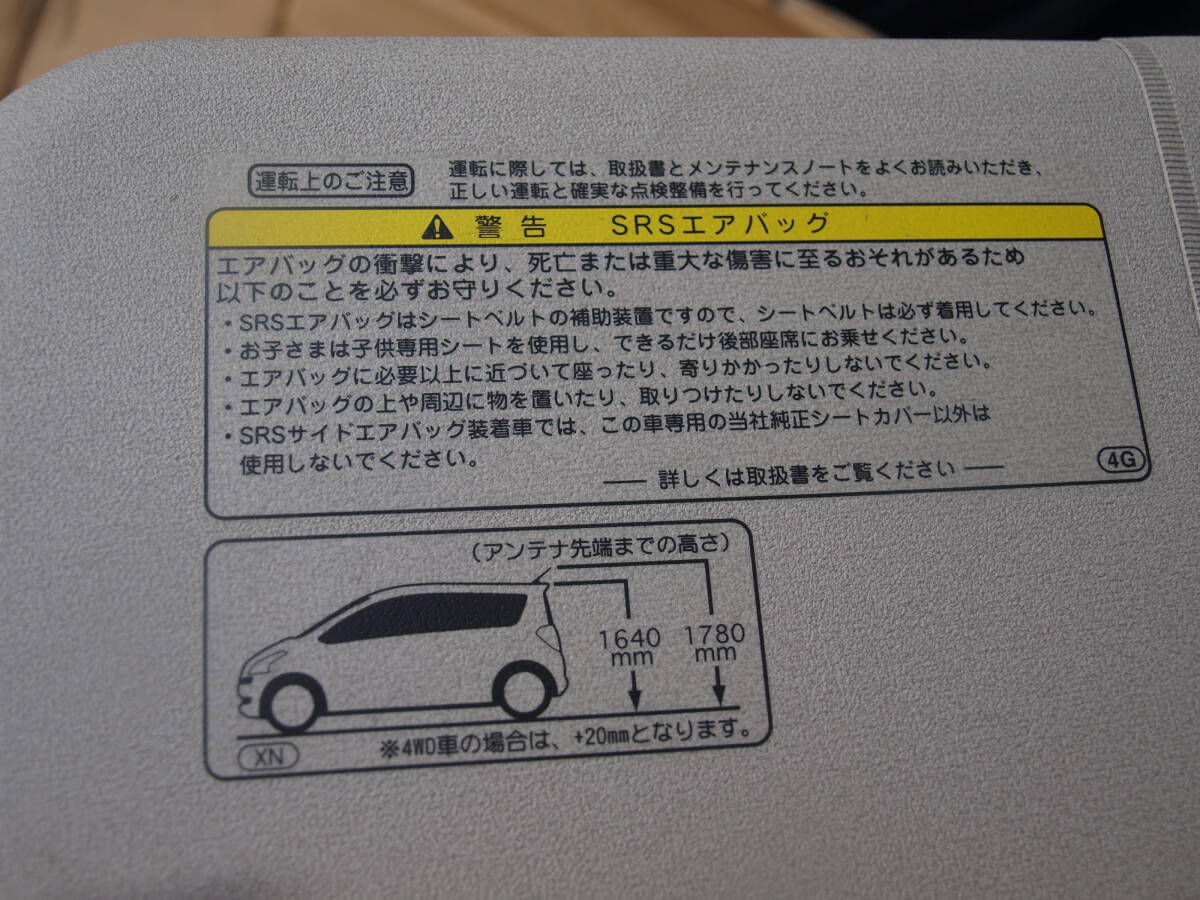 運転上のご注意
運転に際しては、取扱書とメンテナンスノートをよくお読みいただき、
正しい運転と確実な点検整備を行ってください。
警告 SRSエアバッグ
エアバッグの衝撃により、死亡または重大な傷害に至るおそれがあるため
以下のことを必ずお守りください。
・SRSエアバッグはシートベルトの補助装置ですので、シートベルトは必ず着用してください。
・お子さまは子供専用シートを使用し、できるだけ後部座席にお乗せください。
・エアバッグに必要以上に近づいて座ったり、寄りかかったりしないでください。
・エアバッグの上や周辺に物を置いたり、取りつけたりしないでください。
・SRSサイドエアバッグ装着車では、この車専用の当社純正シートカバー以外は
使用しないでください。
── 詳しくは取扱書をご覧ください ──
4G
(アンテナ先端までの高さ)
1640 1780
mm mm
※4WD車の場合は、+20mmとなります。
XN